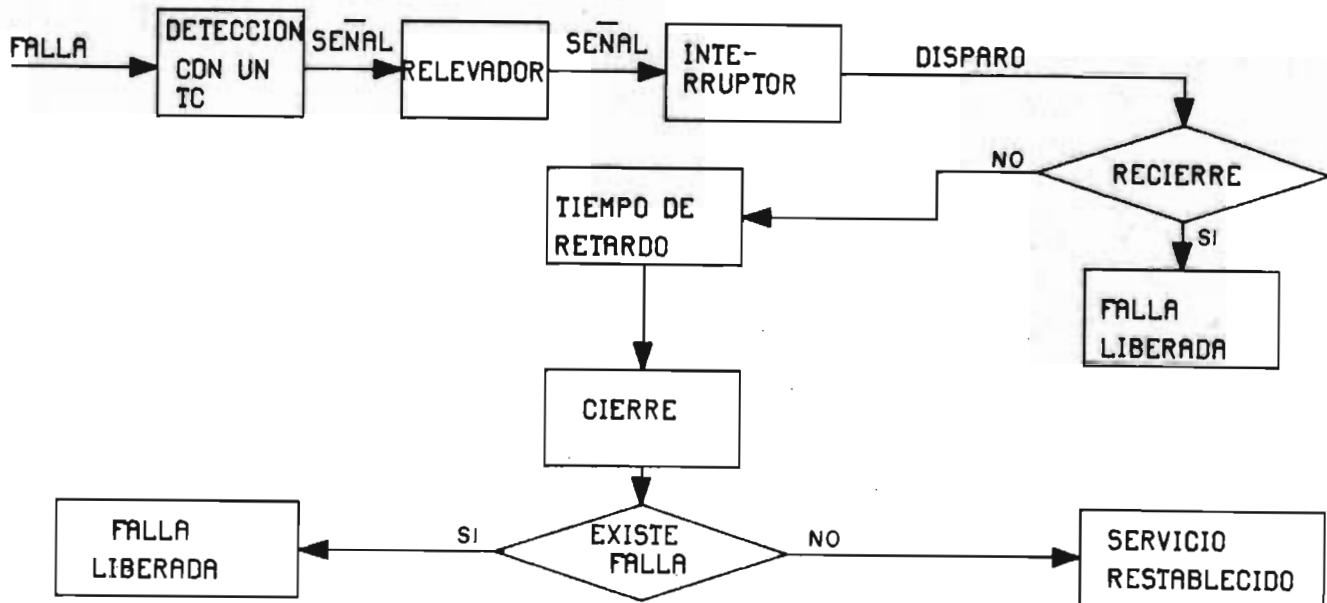 FALLA
DETECCION
CON UN
TC
SEÑAL
RELEVADOR
SEÑAL
INTE-
RRUPTOR
DISPARO
RECIERRE
NO
SI
TIEMPO DE
RETARDO
FALLA
LIBERADA
CIERRE
EXISTE
FALLA
SI
NO
FALLA
LIBERADA
SERVICIO
RESTABLECIDO